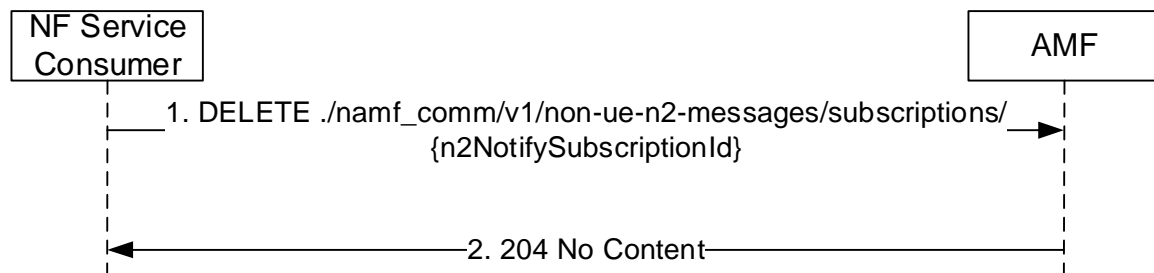 NF Service
Consumer
AMF
1. DELETE ./namf_comm/v1/non-ue-n2-messages/subscriptions/
{n2NotifySubscriptionId}
2. 204 No Content